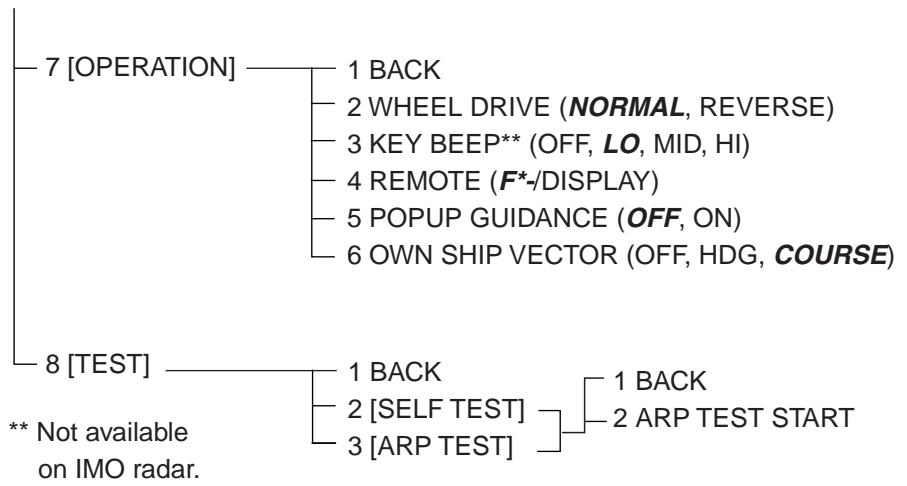 7 [OPERATION]
1 BACK
2 WHEEL DRIVE (NORMAL, REVERSE)
3 KEY BEEP** (OFF, LO, MID, HI)
4 REMOTE (F*-/DISPLAY)
5 POPUP GUIDANCE (OFF, ON)
6 OWN SHIP VECTOR (OFF, HDG, COURSE)
8 [TEST]
1 BACK
2 [SELF TEST]
3 [ARP TEST]
1 BACK
2 ARP TEST START
** Not available
on IMO radar.